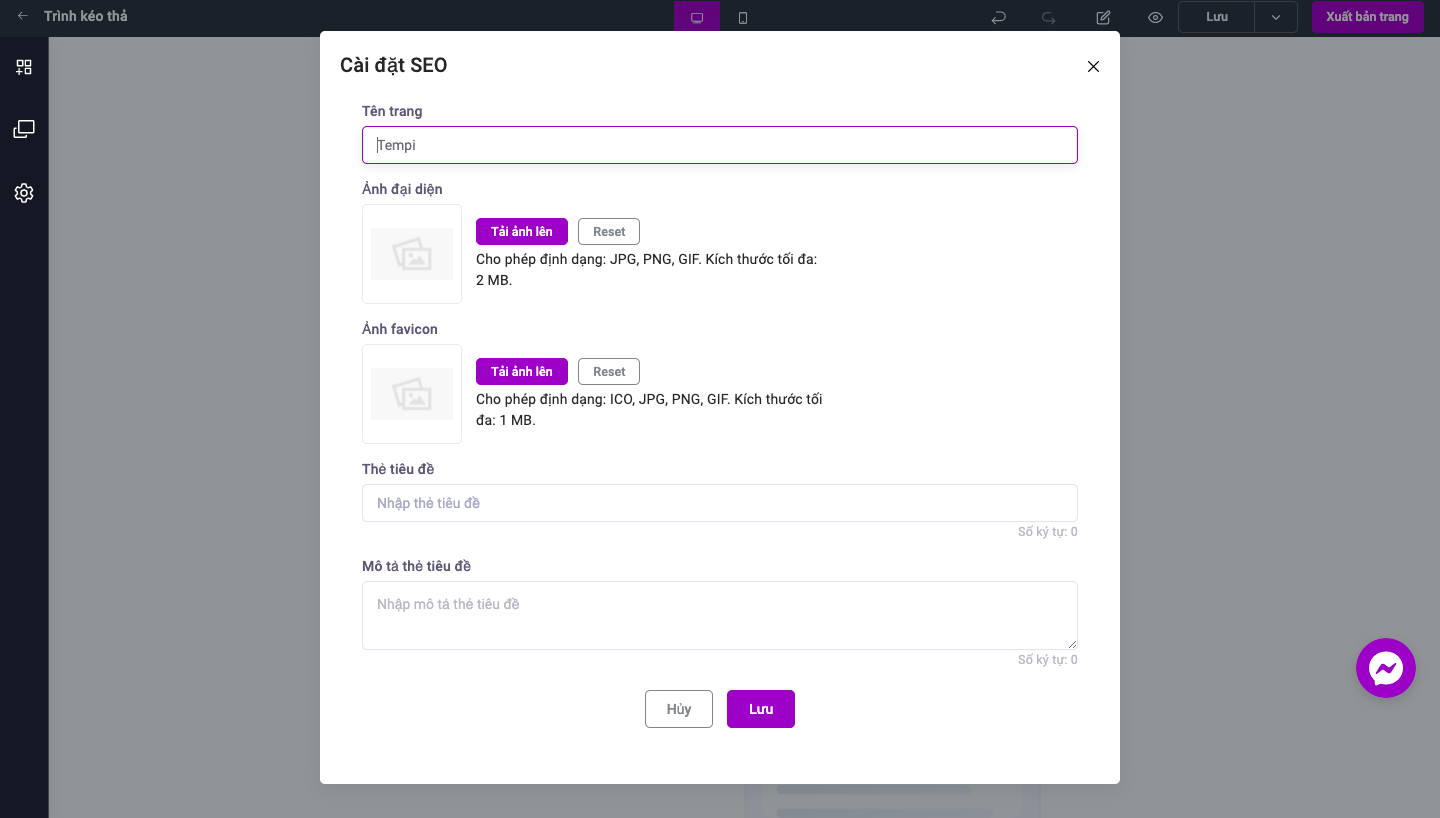 Trình kéo thả
Lưu
Xuất bản trang
Cài đặt SEO
Tên trang
Tempi
Ảnh đại diện
Tải ảnh lên
Reset
Cho phép định dạng: JPG, PNG, GIF. Kích thước tối đa:
2 MB.
Ảnh favicon
Tải ảnh lên
Reset
Cho phép định dạng: ICO, JPG, PNG, GIF. Kích thước tối
đa: 1 MB.
Thẻ tiêu đề
Nhập thẻ tiêu đề
Số ký tự: 0
Mô tả thẻ tiêu đề
Nhập mô tả thẻ tiêu đề
Số ký tự: 0
Hủy
Lưu